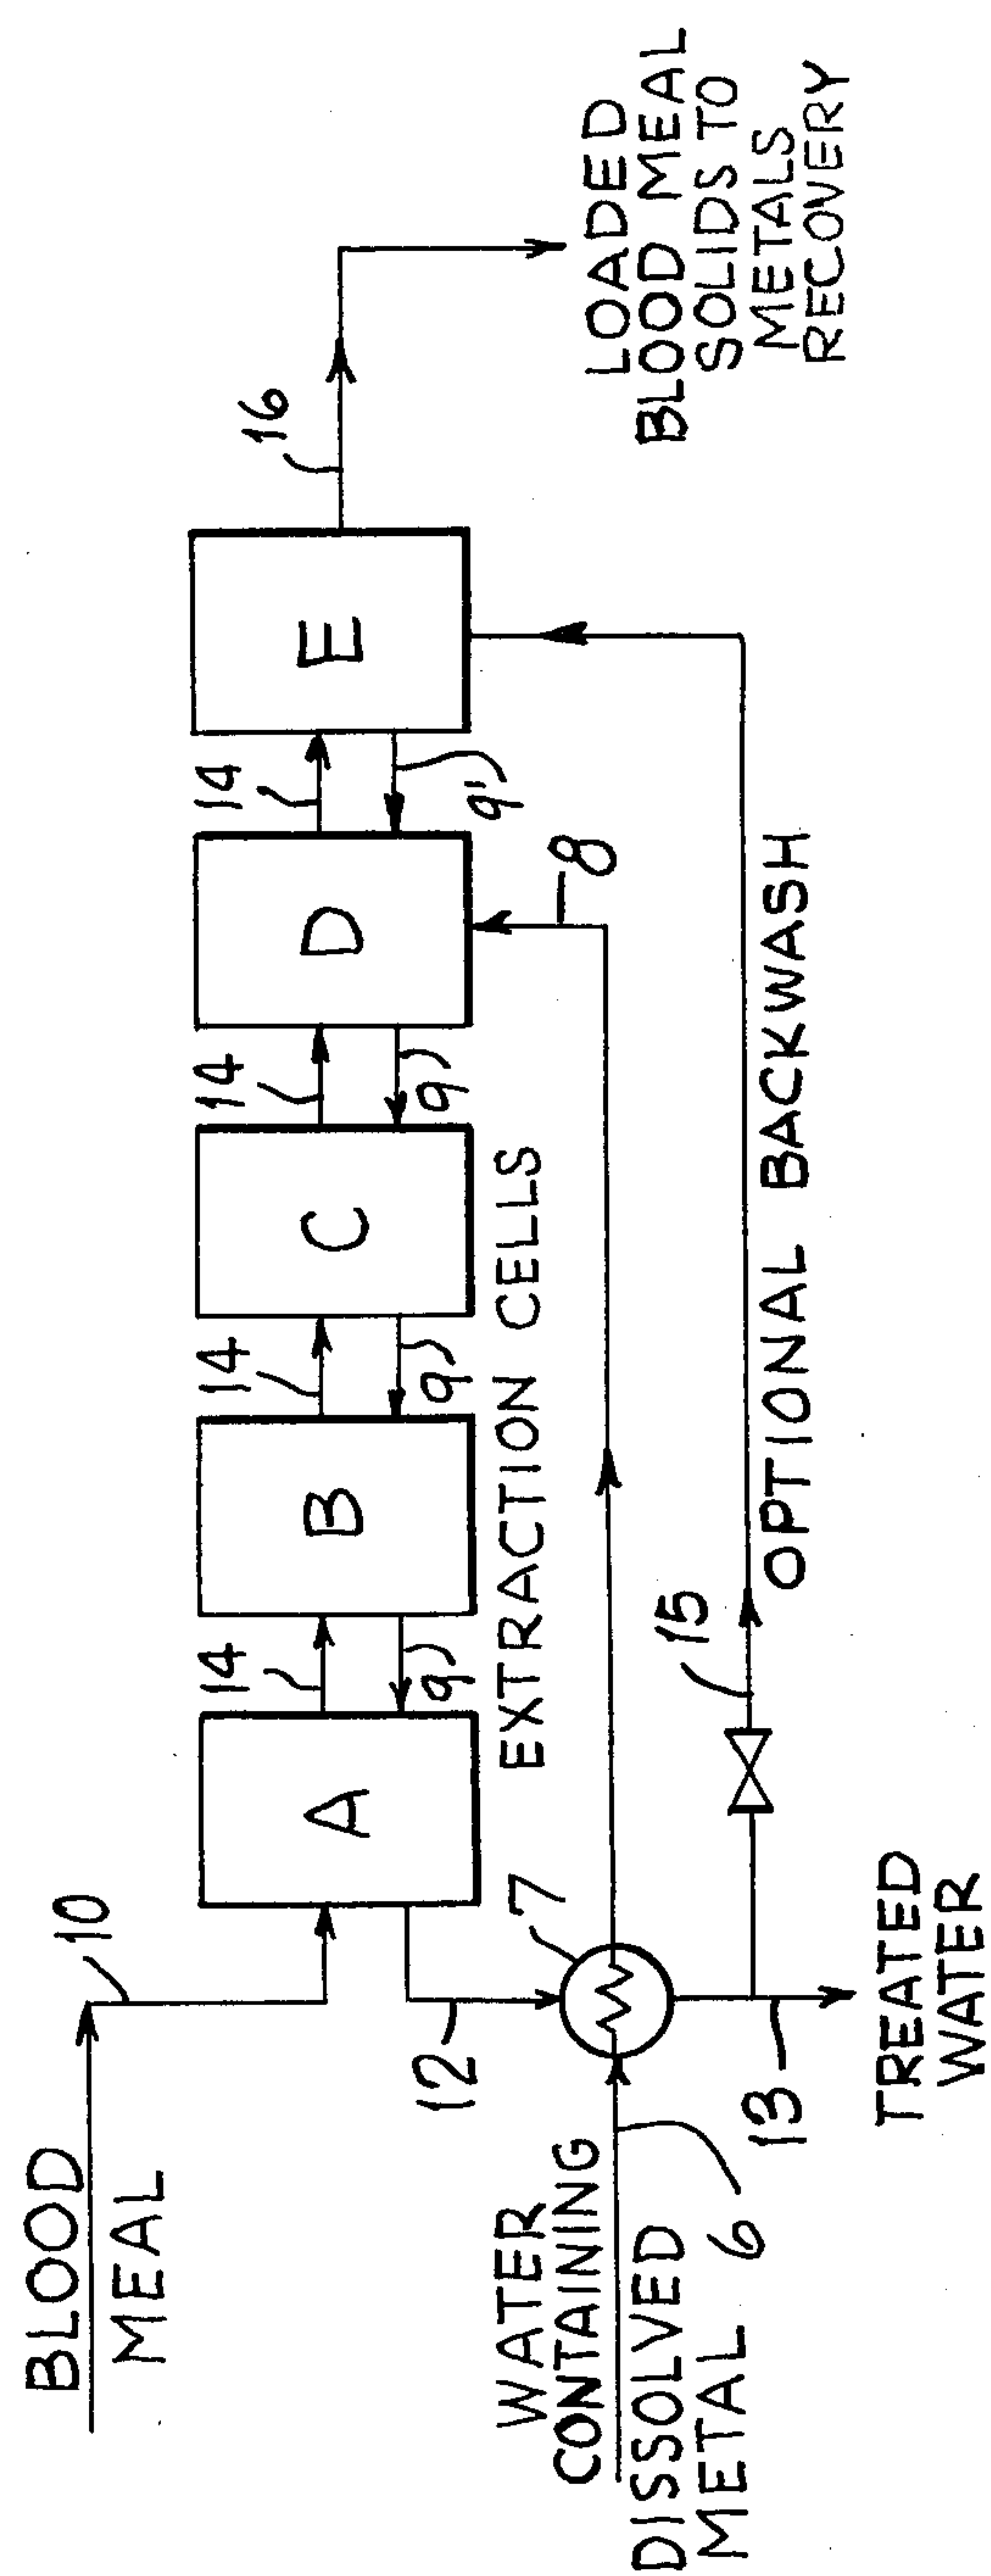 BLOOD
MEAL
10
A
14
B
14
C
14
D
14
E
16
9
9
9
9'
EXTRACTION CELLS
8
12
7
WATER
CONTAINING
DISSOLVED
METAL
6
13
15
OPTIONAL BACKWASH
TREATED
WATER
LOADED
BLOOD MEAL
SOLIDS TO
METALS
RECOVERY